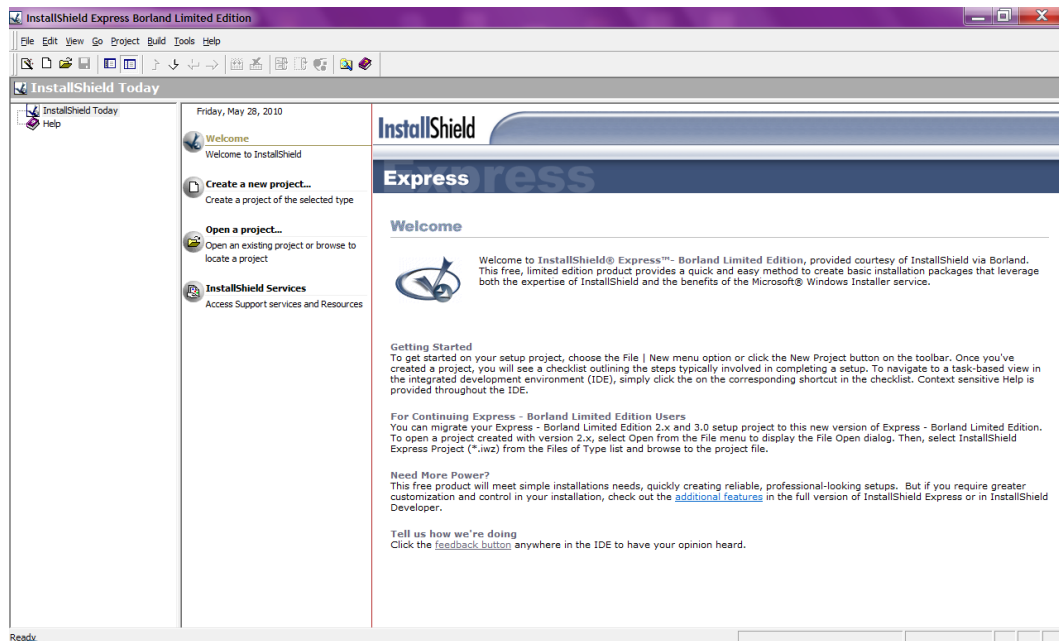 InstallShield Express Borland Limited Edition
File Edit View Go Project Build Tools Help
InstallShield Today
InstallShield Today
Help
Friday, May 28, 2010
Welcome
Welcome to InstallShield
Create a new project...
Create a project of the selected type
Open a project...
Open an existing project or browse to
locate a project
InstallShield Services
Access Support services and Resources
InstallShield
Express
Express
Welcome
Welcome to InstallShield® Express™- Borland Limited Edition, provided courtesy of InstallShield via Borland.
This free, limited edition product provides a quick and easy method to create basic installation packages that leverage
both the expertise of InstallShield and the benefits of the Microsoft® Windows Installer service.
Getting Started
To get started on your setup project, choose the File | New menu option or click the New Project button on the toolbar. Once you've
created a project, you will see a checklist outlining the steps typically involved in completing a setup. To navigate to a task-based view in
the integrated development environment (IDE), simply click the on the corresponding shortcut in the checklist. Context sensitive Help is
provided throughout the IDE.
For Continuing Express - Borland Limited Edition Users
You can migrate your Express - Borland Limited Edition 2.x and 3.0 setup project to this new version of Express - Borland Limited Edition.
To open a project created with version 2.x, select Open from the File menu to display the File Open dialog. Then, select InstallShield
Express Project (*.iwz) from the Files of Type list and browse to the project file.
Need More Power?
This free product will meet simple installations needs, quickly creating reliable, professional-looking setups. But if you require greater
customization and control in your installation, check out the additional features in the full version of InstallShield Express or in InstallShield
Developer.
Tell us how we're doing
Click the feedback button anywhere in the IDE to have your opinion heard.
Ready